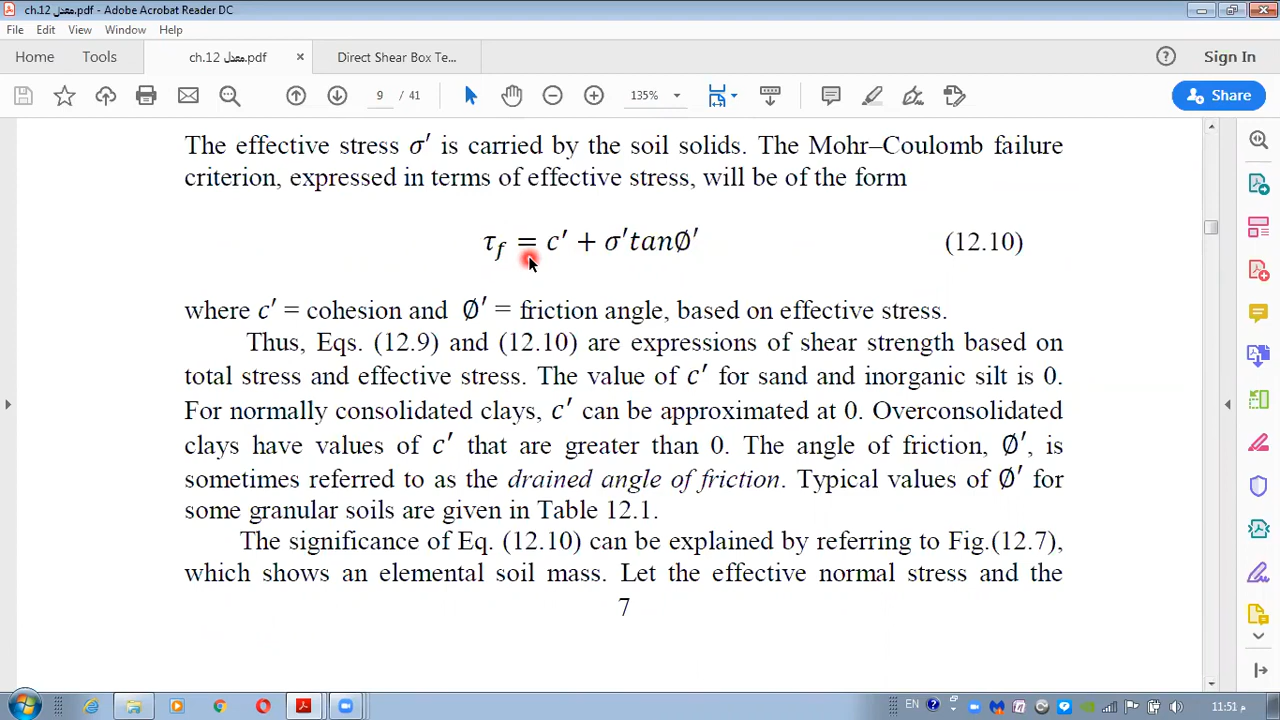 ch.12 معدل.pdf - Adobe Acrobat Reader DC
File Edit View Window Help
Home Tools ch.12 معدل.pdf × Direct Shear Box Te... Sign In
9 / 41 135% Share
The effective stress σ′ is carried by the soil solids. The Mohr–Coulomb failure
criterion, expressed in terms of effective stress, will be of the form
τf = c′ + σ′tanØ′ (12.10)
where c′ = cohesion and Ø′ = friction angle, based on effective stress.
Thus, Eqs. (12.9) and (12.10) are expressions of shear strength based on
total stress and effective stress. The value of c′ for sand and inorganic silt is 0.
For normally consolidated clays, c′ can be approximated at 0. Overconsolidated
clays have values of c′ that are greater than 0. The angle of friction, Ø′, is
sometimes referred to as the drained angle of friction. Typical values of Ø′ for
some granular soils are given in Table 12.1.
The significance of Eq. (12.10) can be explained by referring to Fig.(12.7),
which shows an elemental soil mass. Let the effective normal stress and the
7
EN 11:51 م